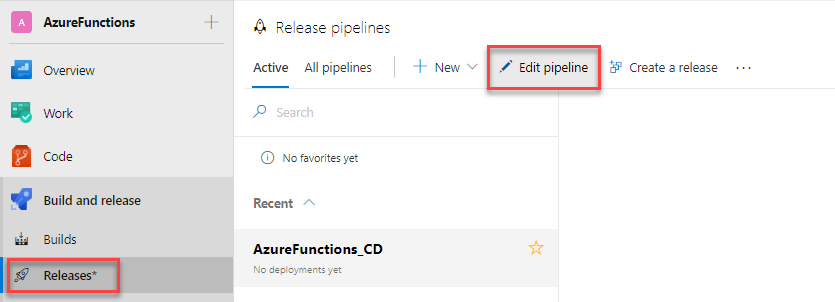 A AzureFunctions +
Overview
Work
Code
Build and release
Builds
Releases*
Release pipelines
Active All pipelines + New Edit pipeline Create a release ...
Search
No favorites yet
Recent
AzureFunctions_CD
No deployments yet